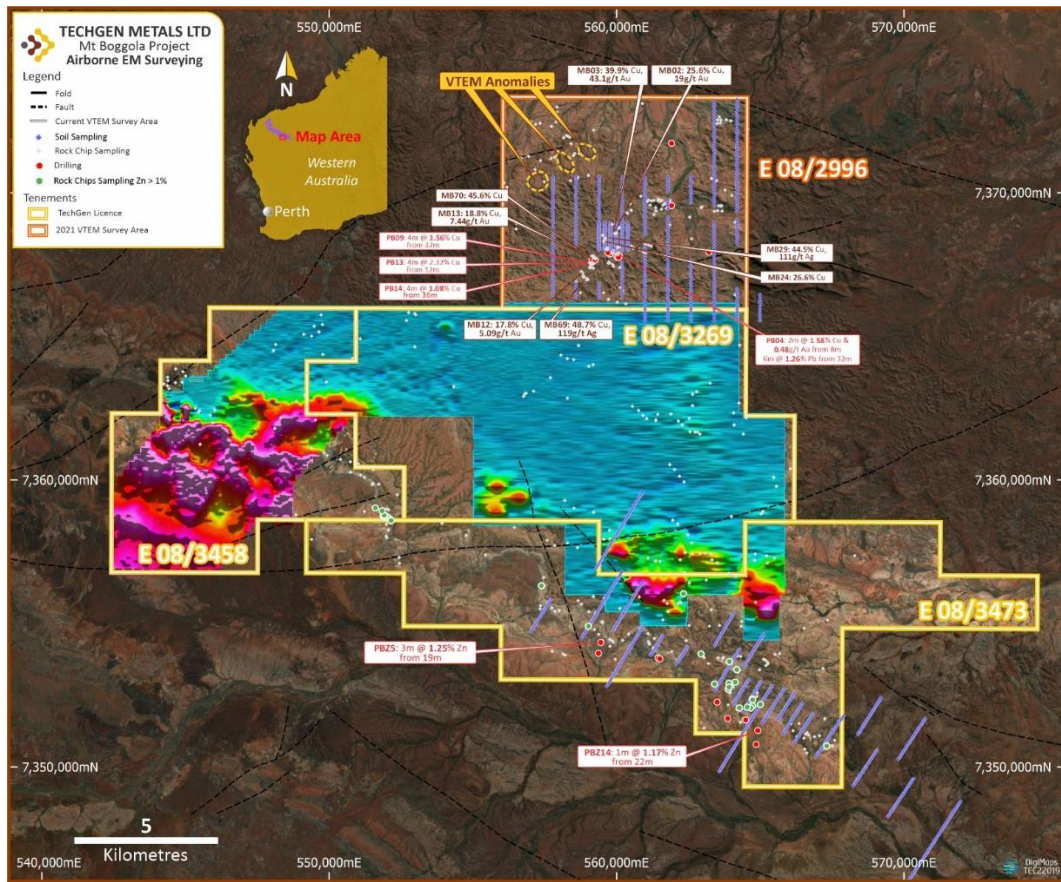 TECHGEN METALS LTD
Mt Boggola Project
Airborne EM Surveying
Legend
Fold
Fault
Current VTEM Survey Area
Soil Sampling
Rock Chip Sampling
Drilling
Rock Chips Sampling Zn > 1%
Tenements
TechGen Licence
2021 VTEM Survey Area
N
Map Area
Western
Australia
Perth
550,000mE
560,000mE
570,000mE
VTEM Anomalies
MB03: 39.9% Cu,
43.1g/t Au
MB02: 25.6% Cu,
19g/t Au
E 08/2996
7,370,000mN
7,370,000mN
MB70: 45.6% Cu
MB13: 18.8% Cu,
7.44g/t Au
PB09: 4m @ 1.56% Cu
from 32m
PB13: 4m @ 2.32% Cu
from 12m
PB14: 4m @ 1.08% Cu
from 36m
MB29: 44.5% Cu,
111g/t Ag
MB24: 26.6% Cu
MB12: 17.8% Cu,
5.09g/t Au
MB69: 48.7% Cu,
119g/t Ag
E 08/3269
PB04: 2m @ 1.58% Cu &
0.48g/t Au from 8m
6m @ 1.26% Pb from 32m
7,360,000mN
7,360,000mN
E 08/3458
E 08/3473
PBZ5: 3m @ 1.25% Zn
from 19m
PBZ14: 1m @ 1.17% Zn
from 22m
7,350,000mN
7,350,000mN
5
Kilometres
540,000mE
550,000mE
560,000mE
570,000mE
DigiMaps